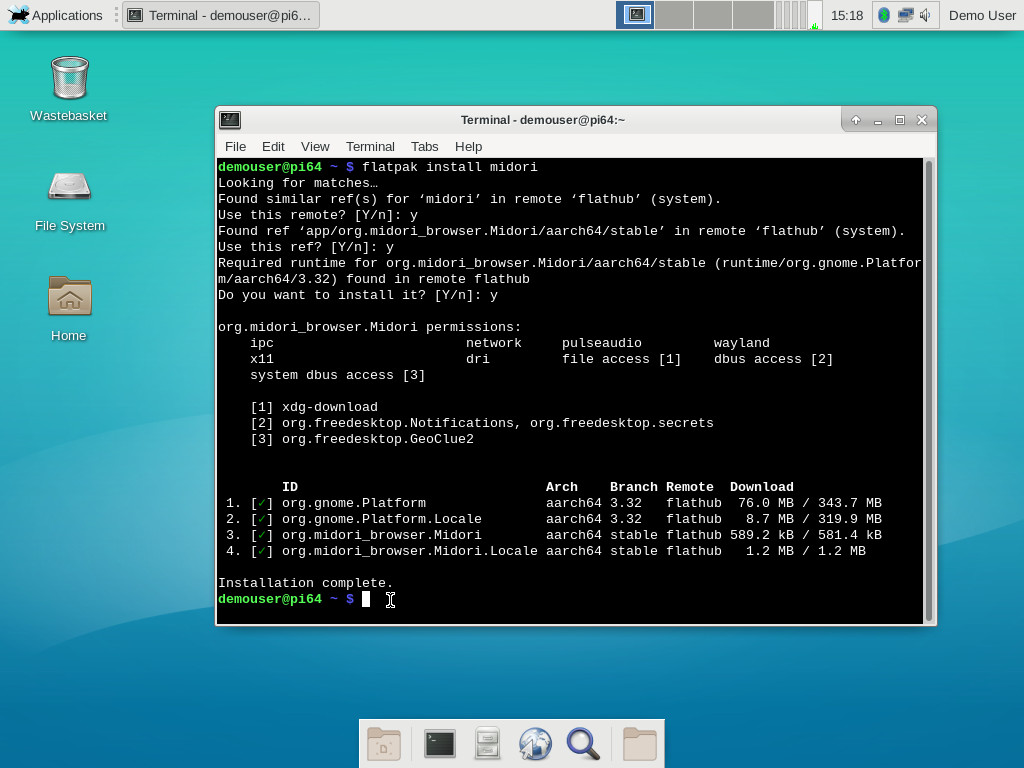 Applications
Terminal - demouser@pi6…
15:18
Demo User
Wastebasket
File System
Home
Terminal - demouser@pi64:~
File Edit View Terminal Tabs Help
demouser@pi64 ~ $ flatpak install midori
Looking for matches…
Found similar ref(s) for ‘midori’ in remote ‘flathub’ (system).
Use this remote? [Y/n]: y
Found ref ‘app/org.midori_browser.Midori/aarch64/stable’ in remote ‘flathub’ (system).
Use this ref? [Y/n]: y
Required runtime for org.midori_browser.Midori/aarch64/stable (runtime/org.gnome.Platfor
m/aarch64/3.32) found in remote flathub
Do you want to install it? [Y/n]: y
org.midori_browser.Midori permissions:
ipc network pulseaudio wayland
x11 dri file access [1] dbus access [2]
system dbus access [3]
[1] xdg-download
[2] org.freedesktop.Notifications, org.freedesktop.secrets
[3] org.freedesktop.GeoClue2
ID Arch Branch Remote Download
1. [✓] org.gnome.Platform aarch64 3.32 flathub 76.0 MB / 343.7 MB
2. [✓] org.gnome.Platform.Locale aarch64 3.32 flathub 8.7 MB / 319.9 MB
3. [✓] org.midori_browser.Midori aarch64 stable flathub 589.2 kB / 581.4 kB
4. [✓] org.midori_browser.Midori.Locale aarch64 stable flathub 1.2 MB / 1.2 MB
Installation complete.
demouser@pi64 ~ $